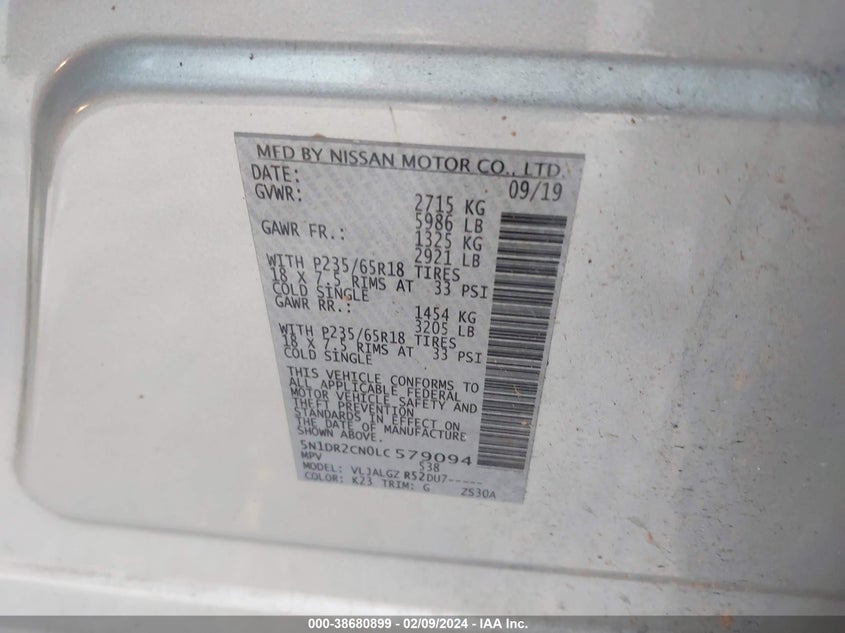 MFD BY NISSAN MOTOR CO., LTD.
DATE: 09/19
GVWR: 2715 KG
5986 LB
GAWR FR.: 1325 KG
2921 LB
WITH P235/65R18 TIRES
18 X 7.5 RIMS AT 33 PSI
COLD SINGLE
GAWR RR.: 1454 KG
3205 LB
WITH P235/65R18 TIRES
18 X 7.5 RIMS AT 33 PSI
COLD SINGLE
THIS VEHICLE CONFORMS TO
ALL APPLICABLE FEDERAL
MOTOR VEHICLE SAFETY AND
THEFT PREVENTION
STANDARDS IN EFFECT ON
THE DATE OF MANUFACTURE
SHOWN ABOVE.
5N1DR2CN0LC579094
MPV 538
MODEL: VLJALGZ R52DU7-----
COLOR: K23 TRIM: G ZS30A
000-38680899 - 02/09/2024 - IAA Inc.